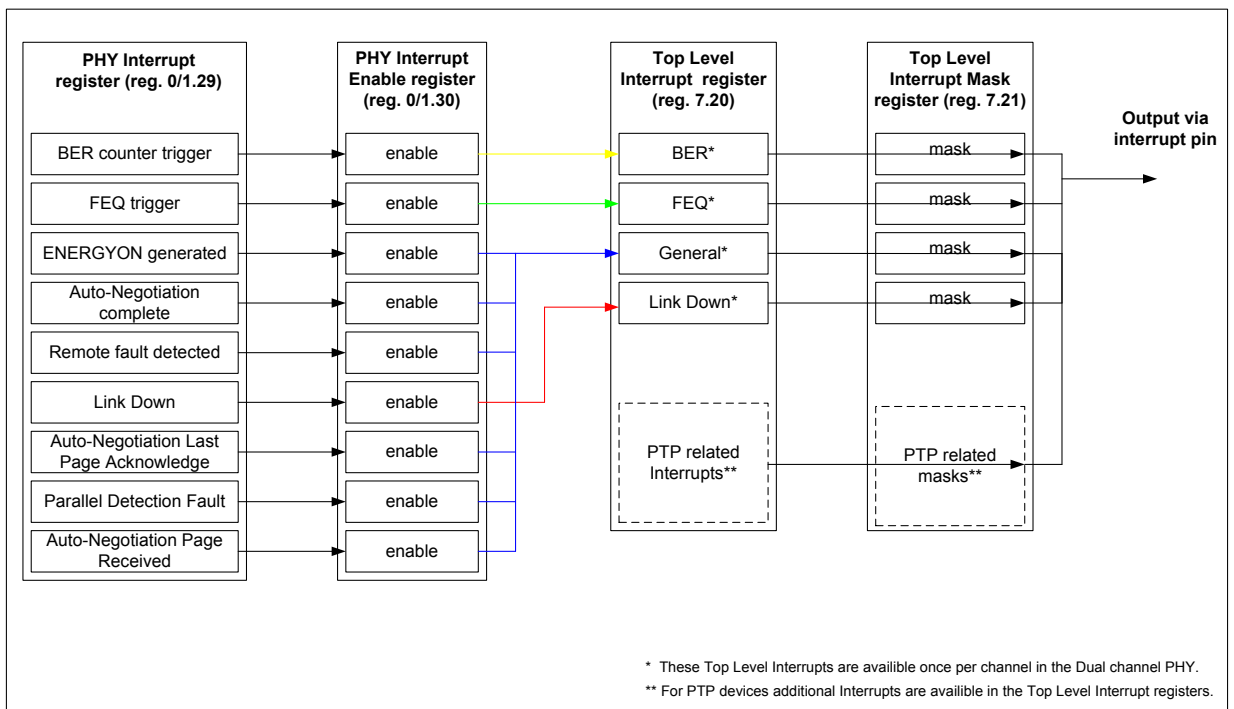 PHY Interrupt
register (reg. 0/1.29)
BER counter trigger
FEQ trigger
ENERGYON generated
Auto-Negotiation
complete
Remote fault detected
Link Down
Auto-Negotiation Last
Page Acknowledge
Parallel Detection Fault
Auto-Negotiation Page
Received
PHY Interrupt
Enable register
(reg. 0/1.30)
enable
enable
enable
enable
enable
enable
enable
enable
enable
Top Level
Interrupt register
(reg. 7.20)
BER*
FEQ*
General*
Link Down*
PTP related
Interrupts**
Top Level
Interrupt Mask
register (reg. 7.21)
mask
mask
mask
mask
PTP related
masks**
Output via
interrupt pin
* These Top Level Interrupts are availible once per channel in the Dual channel PHY.
** For PTP devices additional Interrupts are availible in the Top Level Interrupt registers.